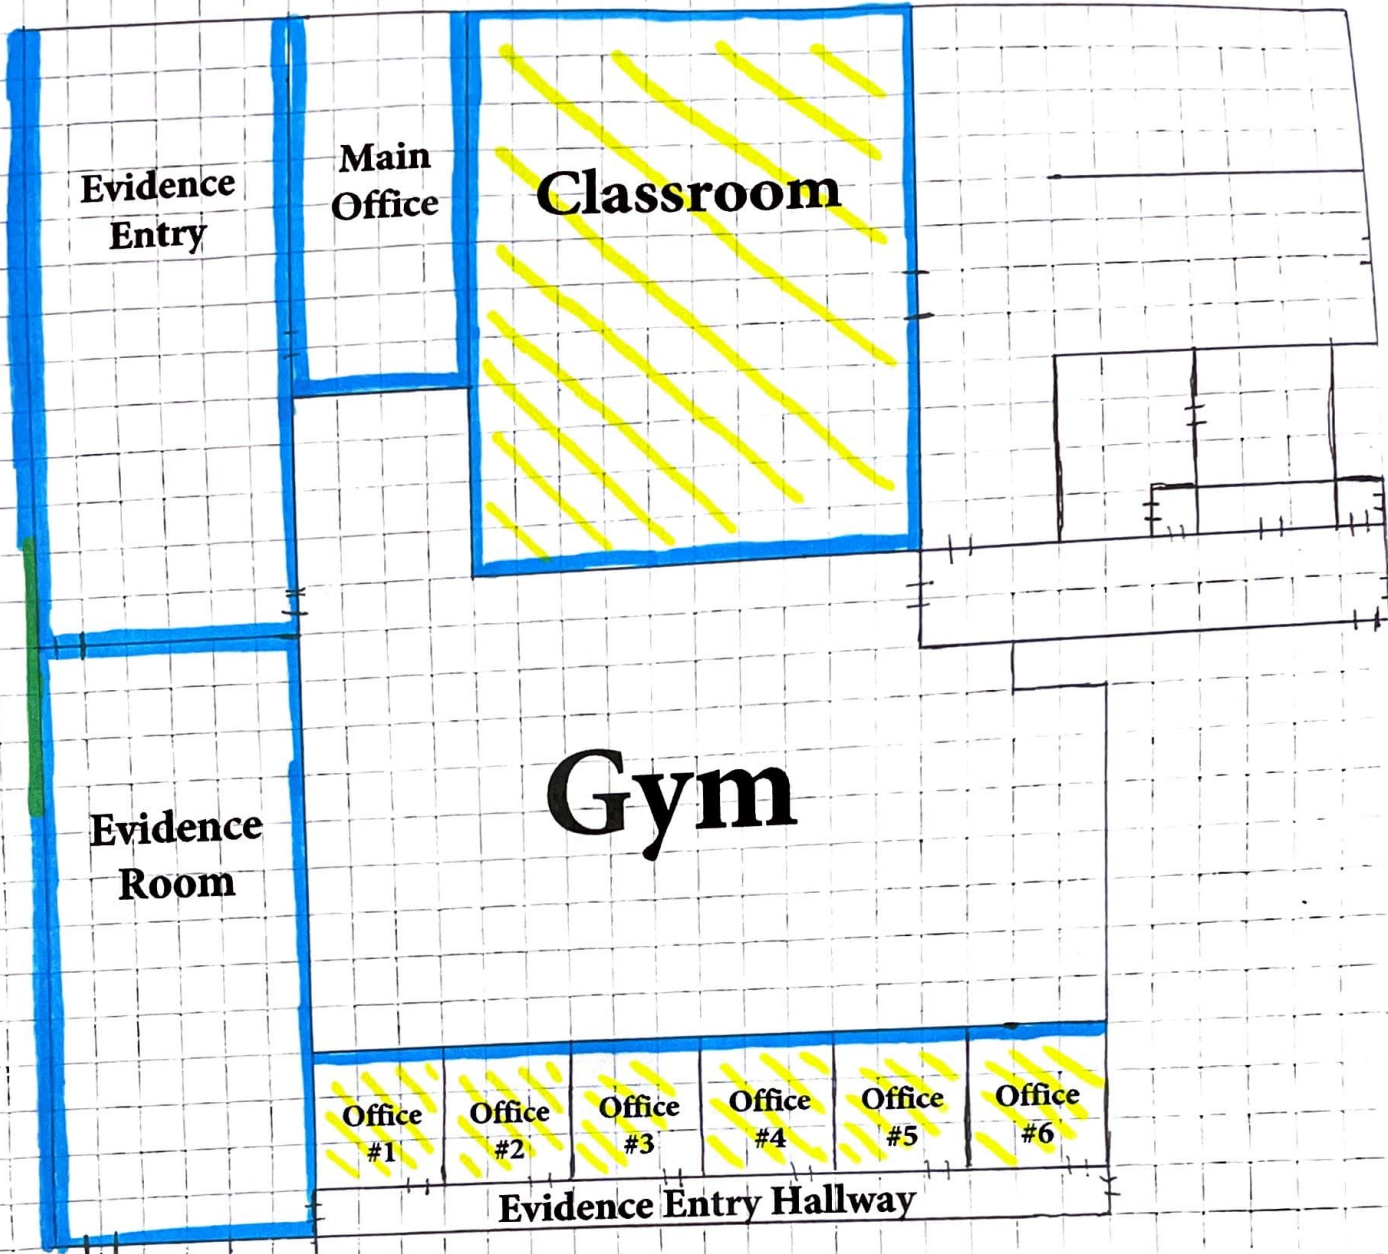 Evidence
Entry
Main
Office
Classroom
Gym
Evidence
Room
Office
#1
Office
#2
Office
#3
Office
#4
Office
#5
Office
#6
Evidence Entry Hallway